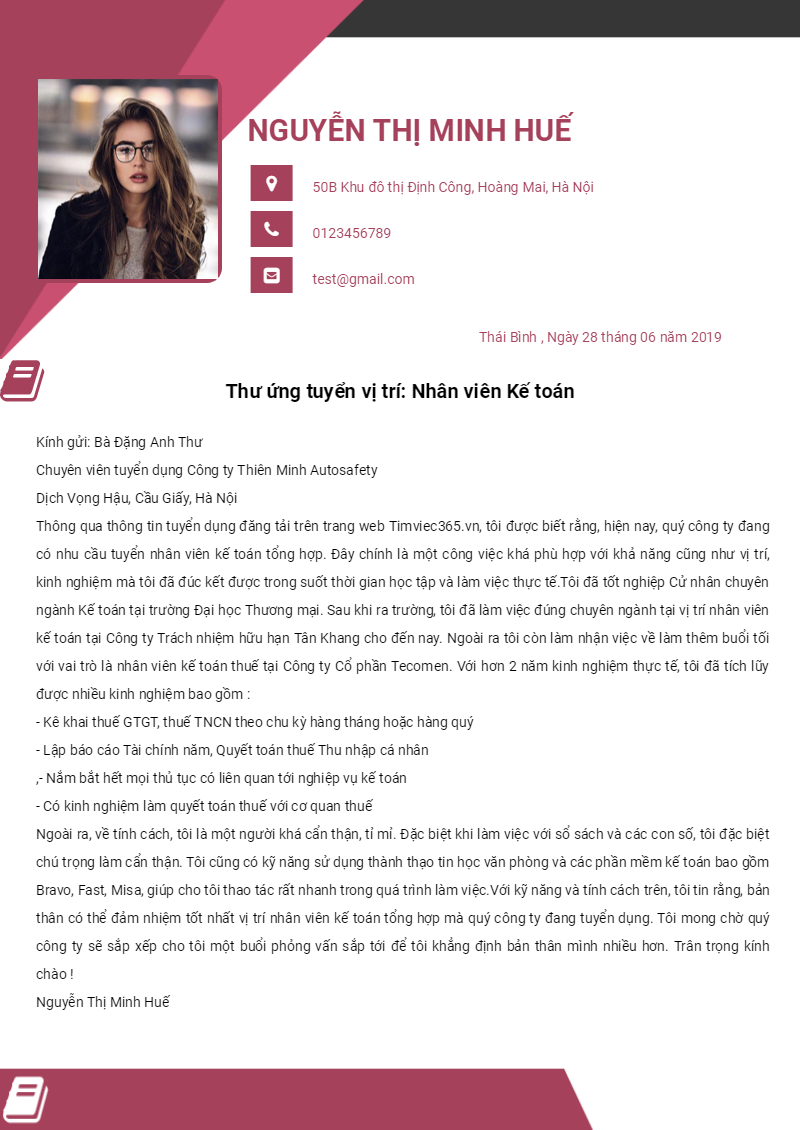 NGUYỄN THỊ MINH HUẾ
50B Khu đô thị Định Công, Hoàng Mai, Hà Nội
0123456789
test@gmail.com
Thái Bình , Ngày 28 tháng 06 năm 2019
Thư ứng tuyển vị trí: Nhân viên Kế toán
Kính gửi: Bà Đặng Anh Thư
Chuyên viên tuyển dụng Công ty Thiên Minh Autosafety
Dịch Vọng Hậu, Cầu Giấy, Hà Nội
Thông qua thông tin tuyển dụng đăng tải trên trang web Timviec365.vn, tôi được biết rằng, hiện nay, quý công ty đang
có nhu cầu tuyển nhân viên kế toán tổng hợp. Đây chính là một công việc khá phù hợp với khả năng cũng như vị trí,
kinh nghiệm mà tôi đã đúc kết được trong suốt thời gian học tập và làm việc thực tế.Tôi đã tốt nghiệp Cử nhân chuyên
ngành Kế toán tại trường Đại học Thương mại. Sau khi ra trường, tôi đã làm việc đúng chuyên ngành tại vị trí nhân viên
kế toán tại Công ty Trách nhiệm hữu hạn Tân Khang cho đến nay. Ngoài ra tôi còn làm nhận việc về làm thêm buổi tối
với vai trò là nhân viên kế toán thuế tại Công ty Cổ phần Tecomen. Với hơn 2 năm kinh nghiệm thực tế, tôi đã tích lũy
được nhiều kinh nghiệm bao gồm :
- Kê khai thuế GTGT, thuế TNCN theo chu kỳ hàng tháng hoặc hàng quý
- Lập báo cáo Tài chính năm, Quyết toán thuế Thu nhập cá nhân
,- Nắm bắt hết mọi thủ tục có liên quan tới nghiệp vụ kế toán
- Có kinh nghiệm làm quyết toán thuế với cơ quan thuế
Ngoài ra, về tính cách, tôi là một người khá cẩn thận, tỉ mỉ. Đặc biệt khi làm việc với sổ sách và các con số, tôi đặc biệt
chú trọng làm cẩn thận. Tôi cũng có kỹ năng sử dụng thành thạo tin học văn phòng và các phần mềm kế toán bao gồm
Bravo, Fast, Misa, giúp cho tôi thao tác rất nhanh trong quá trình làm việc.Với kỹ năng và tính cách trên, tôi tin rằng, bản
thân có thể đảm nhiệm tốt nhất vị trí nhân viên kế toán tổng hợp mà quý công ty đang tuyển dụng. Tôi mong chờ quý
công ty sẽ sắp xếp cho tôi một buổi phỏng vấn sắp tới để tôi khẳng định bản thân mình nhiều hơn. Trân trọng kính
chào !
Nguyễn Thị Minh Huế